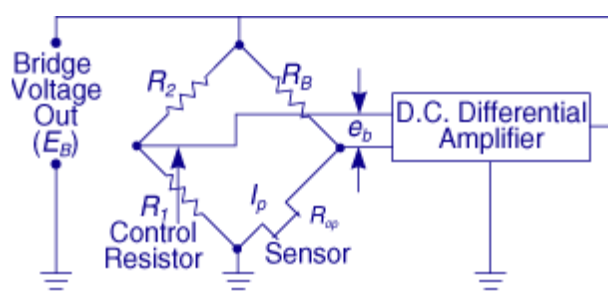 Bridge
Voltage
Out
(E_B)
R_2
R_B
e_b
D.C. Differential
Amplifier
R_1
Control
Resistor
I_p
R_op
Sensor